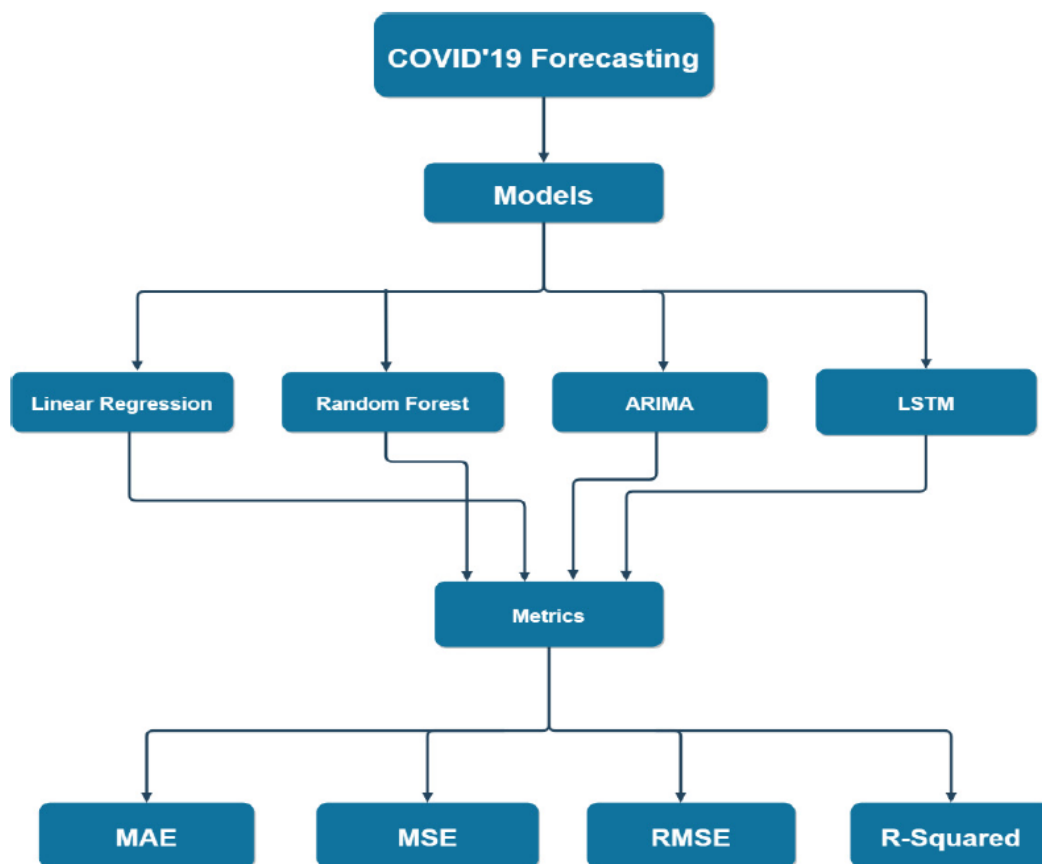 COVID'19 Forecasting
Models
Linear Regression
Random Forest
ARIMA
LSTM
Metrics
MAE
MSE
RMSE
R-Squared